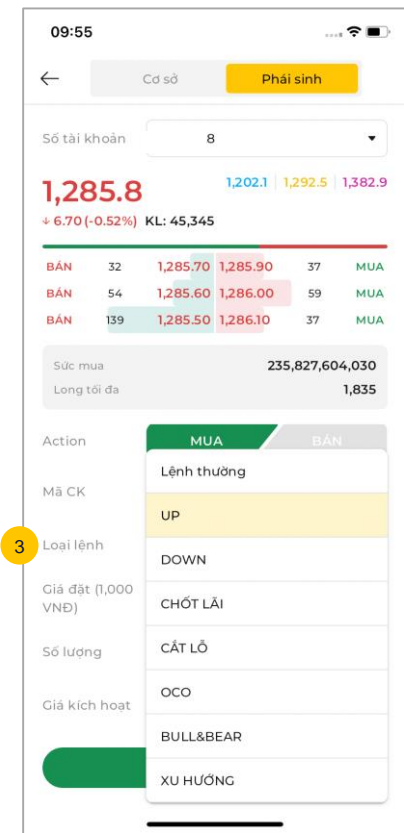 09:55
Cơ sở Phái sinh
Số tài khoản 8
1,285.8 1,202.1 1,292.5 1,382.9
↓ 6.70 (-0.52%) KL: 45,345
BÁN 32 1,285.70 1,285.90 37 MUA
BÁN 54 1,285.60 1,286.00 59 MUA
BÁN 139 1,285.50 1,286.10 37 MUA
Sức mua 235,827,604,030
Long tối đa 1,835
Action MUA BÁN
Lệnh thường
Mã CK
UP
3 Loại lệnh
DOWN
Giá đặt (1,000
VNĐ)
CHỐT LÃI
Số lượng
CẮT LỖ
OCO
Giá kích hoạt
BULL&BEAR
XU HƯỚNG